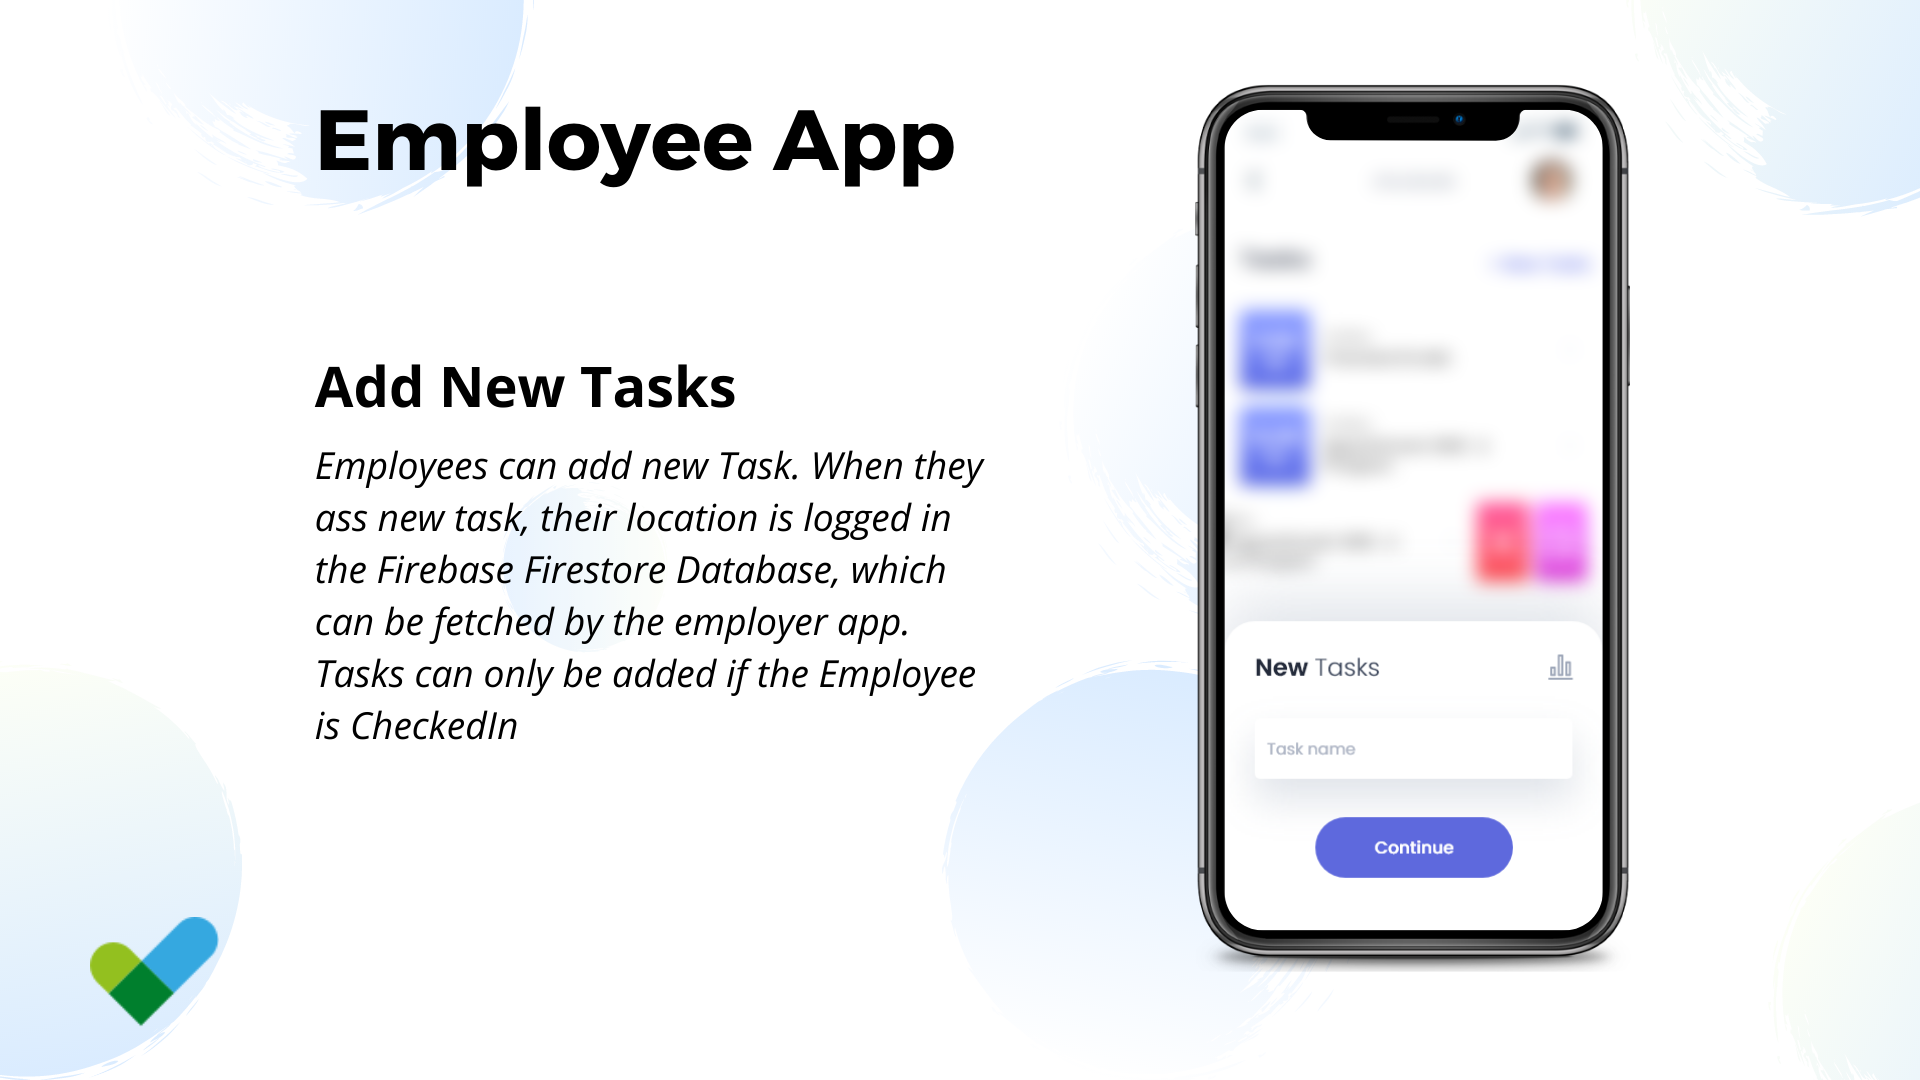 Employee App
Add New Tasks
Employees can add new Task. When they
ass new task, their location is logged in
the Firebase Firestore Database, which
can be fetched by the employer app.
Tasks can only be added if the Employee
is CheckedIn
Tasks
New Tasks
Task name
Continue